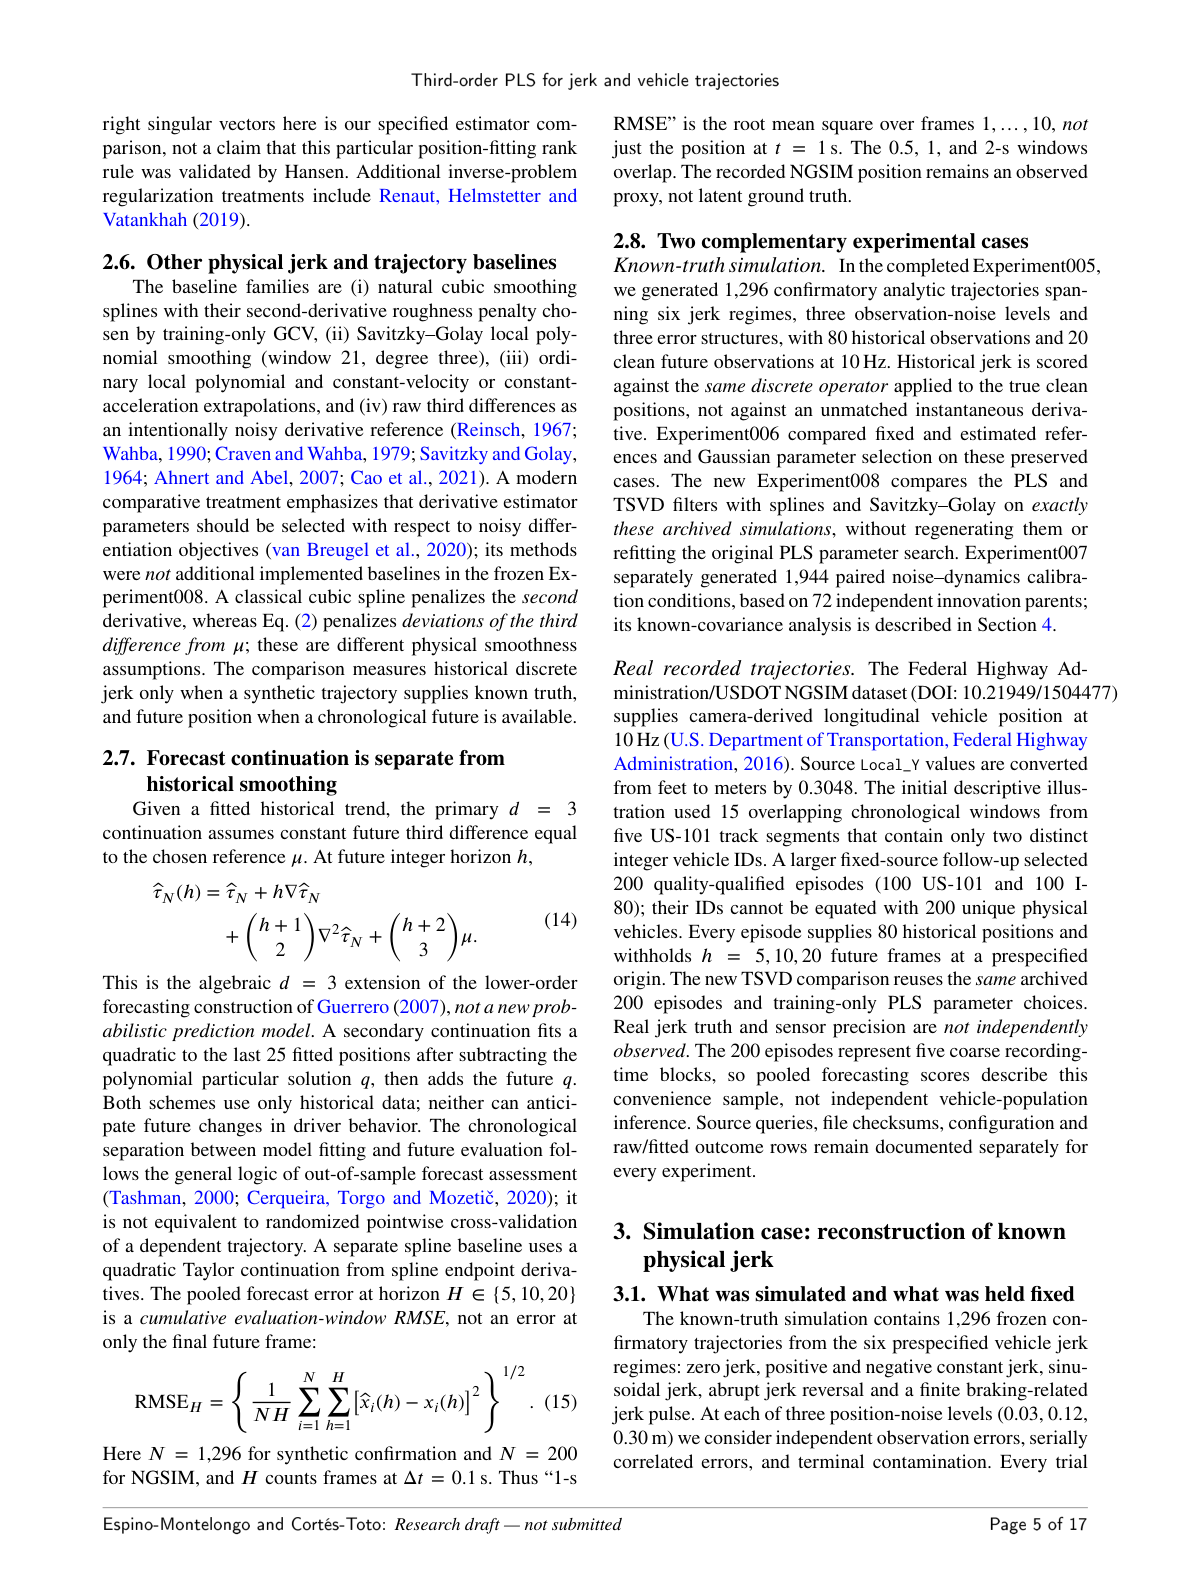 Third-order PLS for jerk and vehicle trajectories
right singular vectors here is our specified estimator com-
parison, not a claim that this particular position-fitting rank
rule was validated by Hansen. Additional inverse-problem
regularization treatments include Renaut, Helmstetter and
Vatankhah (2019).
2.6. Other physical jerk and trajectory baselines
The baseline families are (i) natural cubic smoothing
splines with their second-derivative roughness penalty cho-
sen by training-only GCV, (ii) Savitzky–Golay local poly-
nomial smoothing (window 21, degree three), (iii) ordi-
nary local polynomial and constant-velocity or constant-
acceleration extrapolations, and (iv) raw third differences as
an intentionally noisy derivative reference (Reinsch, 1967;
Wahba, 1990; Craven and Wahba, 1979; Savitzky and Golay,
1964; Ahnert and Abel, 2007; Cao et al., 2021). A modern
comparative treatment emphasizes that derivative estimator
parameters should be selected with respect to noisy differ-
entiation objectives (van Breugel et al., 2020); its methods
were not additional implemented baselines in the frozen Ex-
periment008. A classical cubic spline penalizes the second
derivative, whereas Eq. (2) penalizes deviations of the third
difference from μ; these are different physical smoothness
assumptions. The comparison measures historical discrete
jerk only when a synthetic trajectory supplies known truth,
and future position when a chronological future is available.
2.7. Forecast continuation is separate from
historical smoothing
Given a fitted historical trend, the primary d = 3
continuation assumes constant future third difference equal
to the chosen reference μ. At future integer horizon h,
τ̂_N(h) = τ̂_N + h∇τ̂_N
+ (h + 1 2)∇²τ̂_N + (h + 2 3)μ. (14)
This is the algebraic d = 3 extension of the lower-order
forecasting construction of Guerrero (2007), not a new prob-
abilistic prediction model. A secondary continuation fits a
quadratic to the last 25 fitted positions after subtracting the
polynomial particular solution q, then adds the future q.
Both schemes use only historical data; neither can antici-
pate future changes in driver behavior. The chronological
separation between model fitting and future evaluation fol-
lows the general logic of out-of-sample forecast assessment
(Tashman, 2000; Cerqueira, Torgo and Mozetič, 2020); it
is not equivalent to randomized pointwise cross-validation
of a dependent trajectory. A separate spline baseline uses a
quadratic Taylor continuation from spline endpoint deriva-
tives. The pooled forecast error at horizon H ∈ {5, 10, 20}
is a cumulative evaluation-window RMSE, not an error at
only the final future frame:
RMSE_H = { 1/(NH) ∑_{i=1}^{N} ∑_{h=1}^{H} [x̂_i(h) − x_i(h)]² }^{1/2}. (15)
Here N = 1,296 for synthetic confirmation and N = 200
for NGSIM, and H counts frames at Δt = 0.1 s. Thus “1-s
RMSE” is the root mean square over frames 1, … , 10, not
just the position at t = 1 s. The 0.5, 1, and 2-s windows
overlap. The recorded NGSIM position remains an observed
proxy, not latent ground truth.
2.8. Two complementary experimental cases
Known-truth simulation. In the completed Experiment005,
we generated 1,296 confirmatory analytic trajectories span-
ning six jerk regimes, three observation-noise levels and
three error structures, with 80 historical observations and 20
clean future observations at 10 Hz. Historical jerk is scored
against the same discrete operator applied to the true clean
positions, not against an unmatched instantaneous deriva-
tive. Experiment006 compared fixed and estimated refer-
ences and Gaussian parameter selection on these preserved
cases. The new Experiment008 compares the PLS and
TSVD filters with splines and Savitzky–Golay on exactly
these archived simulations, without regenerating them or
refitting the original PLS parameter search. Experiment007
separately generated 1,944 paired noise–dynamics calibra-
tion conditions, based on 72 independent innovation parents;
its known-covariance analysis is described in Section 4.
Real recorded trajectories. The Federal Highway Ad-
ministration/USDOT NGSIM dataset (DOI: 10.21949/1504477)
supplies camera-derived longitudinal vehicle position at
10 Hz (U.S. Department of Transportation, Federal Highway
Administration, 2016). Source Local_Y values are converted
from feet to meters by 0.3048. The initial descriptive illus-
tration used 15 overlapping chronological windows from
five US-101 track segments that contain only two distinct
integer vehicle IDs. A larger fixed-source follow-up selected
200 quality-qualified episodes (100 US-101 and 100 I-
80); their IDs cannot be equated with 200 unique physical
vehicles. Every episode supplies 80 historical positions and
withholds h = 5, 10, 20 future frames at a prespecified
origin. The new TSVD comparison reuses the same archived
200 episodes and training-only PLS parameter choices.
Real jerk truth and sensor precision are not independently
observed. The 200 episodes represent five coarse recording-
time blocks, so pooled forecasting scores describe this
convenience sample, not independent vehicle-population
inference. Source queries, file checksums, configuration and
raw/fitted outcome rows remain documented separately for
every experiment.
3. Simulation case: reconstruction of known
physical jerk
3.1. What was simulated and what was held fixed
The known-truth simulation contains 1,296 frozen con-
firmatory trajectories from the six prespecified vehicle jerk
regimes: zero jerk, positive and negative constant jerk, sinu-
soidal jerk, abrupt jerk reversal and a finite braking-related
jerk pulse. At each of three position-noise levels (0.03, 0.12,
0.30 m) we consider independent observation errors, serially
correlated errors, and terminal contamination. Every trial
Espino-Montelongo and Cortés-Toto: Research draft — not submitted
Page 5 of 17